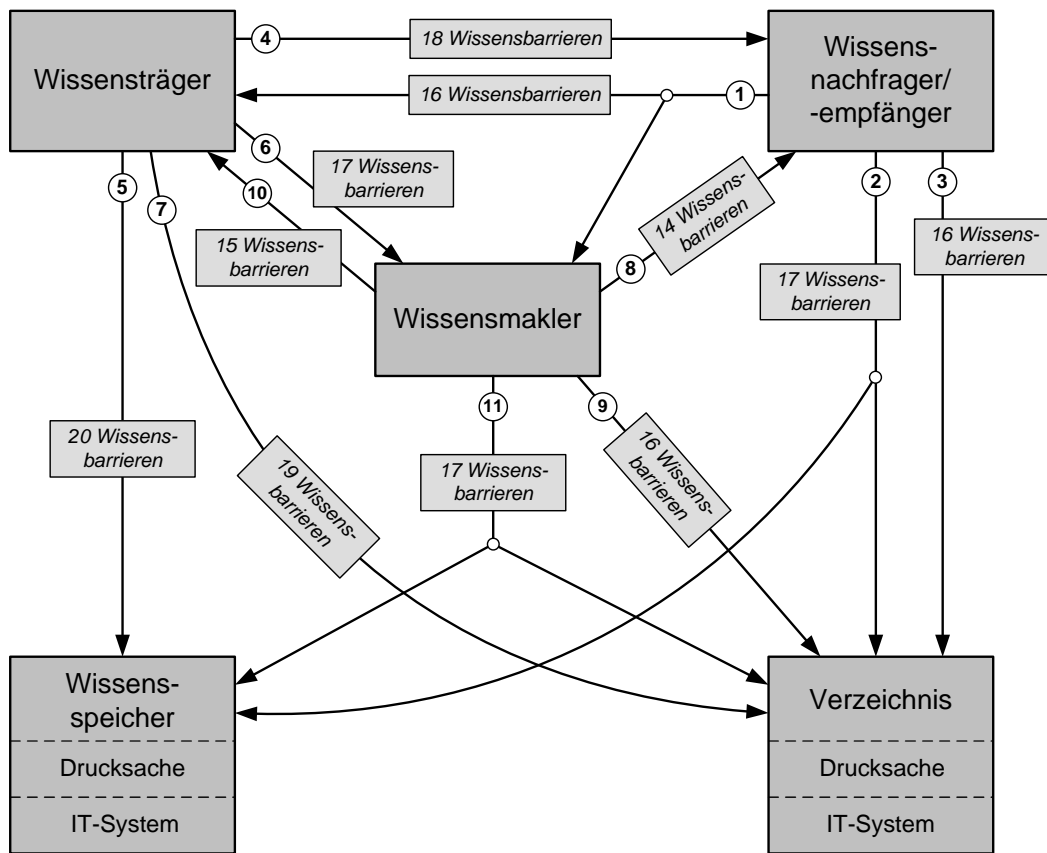 Wissensträger
4
18 Wissensbarrieren
Wissens-
nachfrager/
-empfänger
16 Wissensbarrieren
1
6
17 Wissens-
barrieren
5
7
10
15 Wissens-
barrieren
8
14 Wissens-
barrieren
2
3
16 Wissens-
barrieren
17 Wissens-
barrieren
Wissensmakler
11
9
20 Wissens-
barrieren
19 Wissens-
barrieren
17 Wissens-
barrieren
16 Wissens-
barrieren
Wissens-
speicher
Drucksache
IT-System
Verzeichnis
Drucksache
IT-System